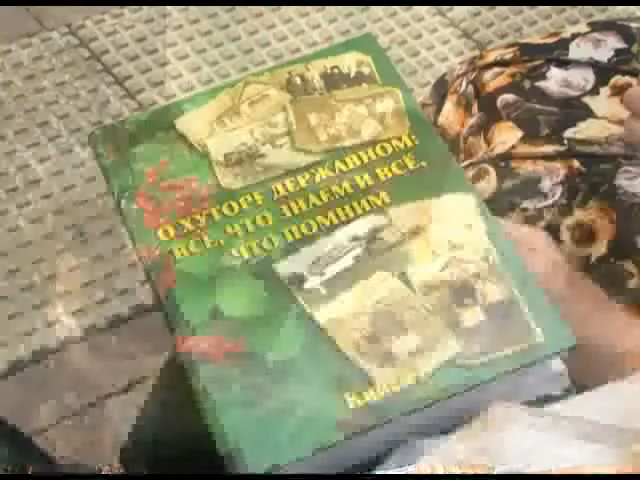 О ХУТОРЕ ДЕРЖАВНОМ:
ВСЁ, ЧТО ЗНАЕМ И ВСЁ,
ЧТО ПОМНИМ